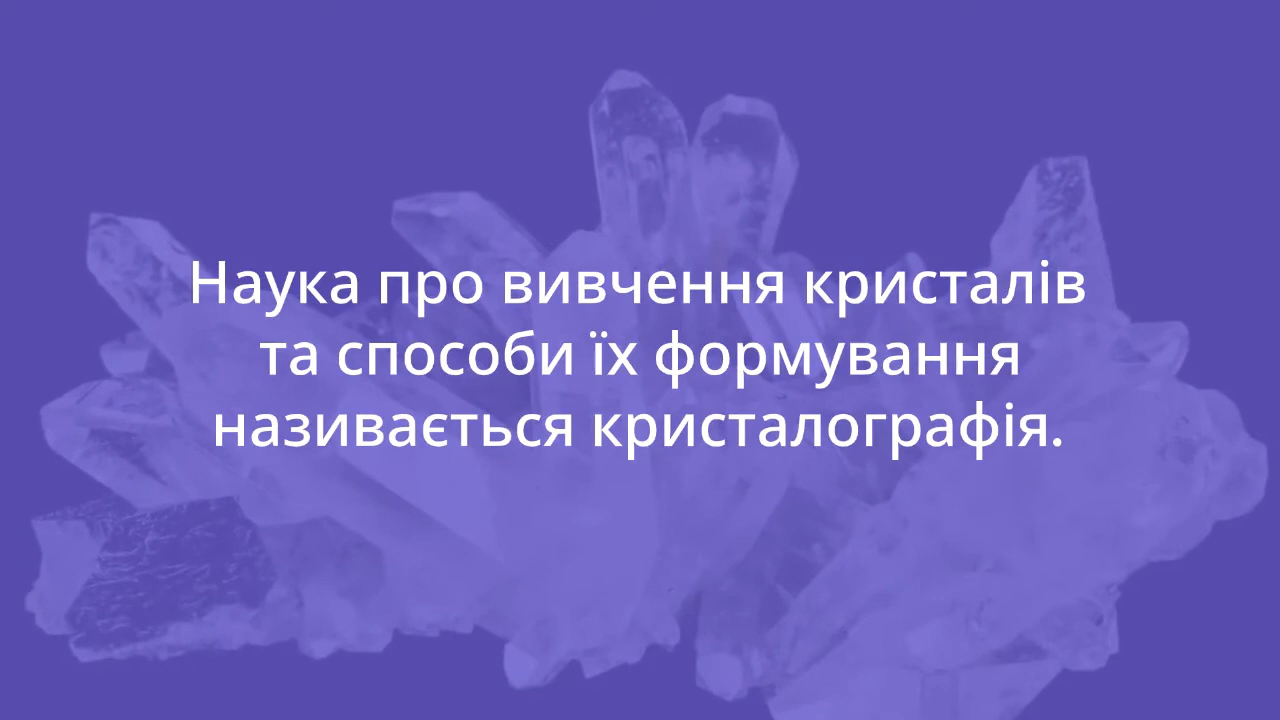 Наука про вивчення кристалів
та способи їх формування
називається кристалографія.